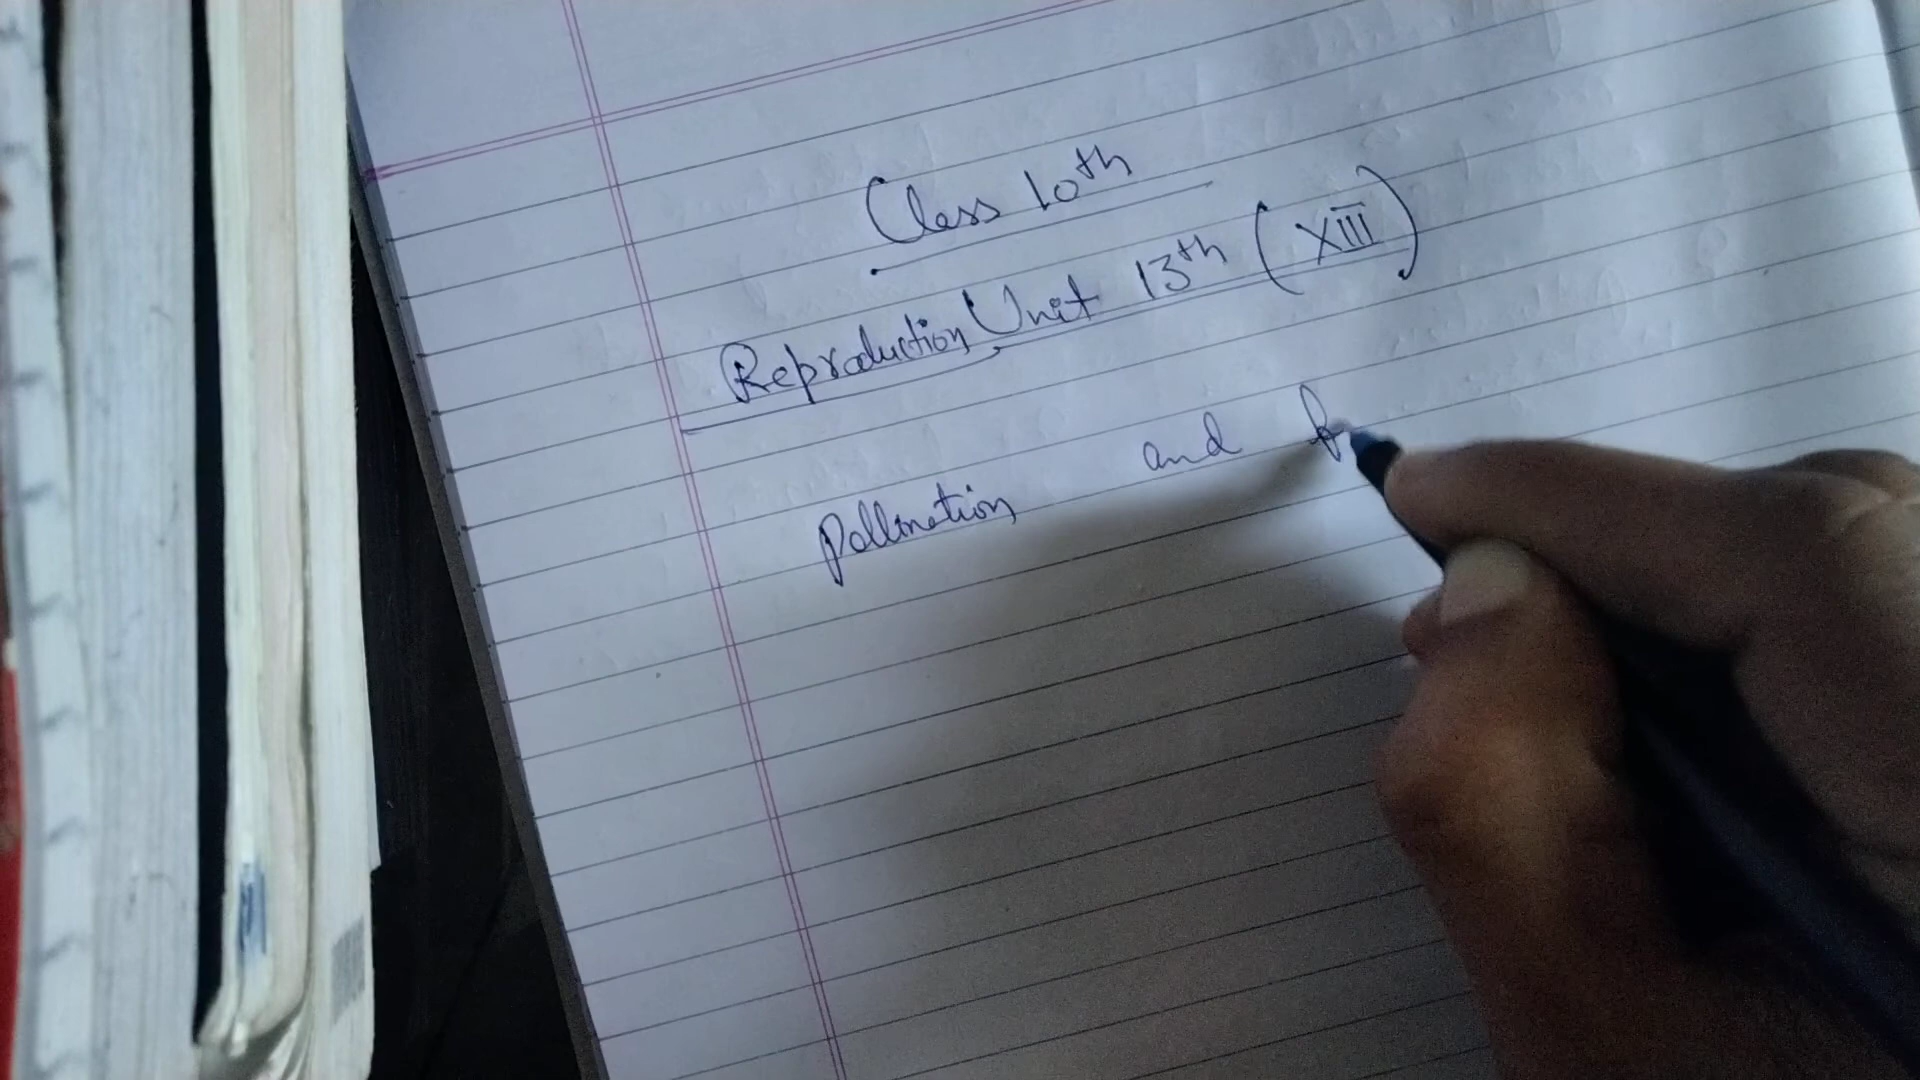 Class 10th
Reproduction Unit 13th (XIII)
Pollination and f